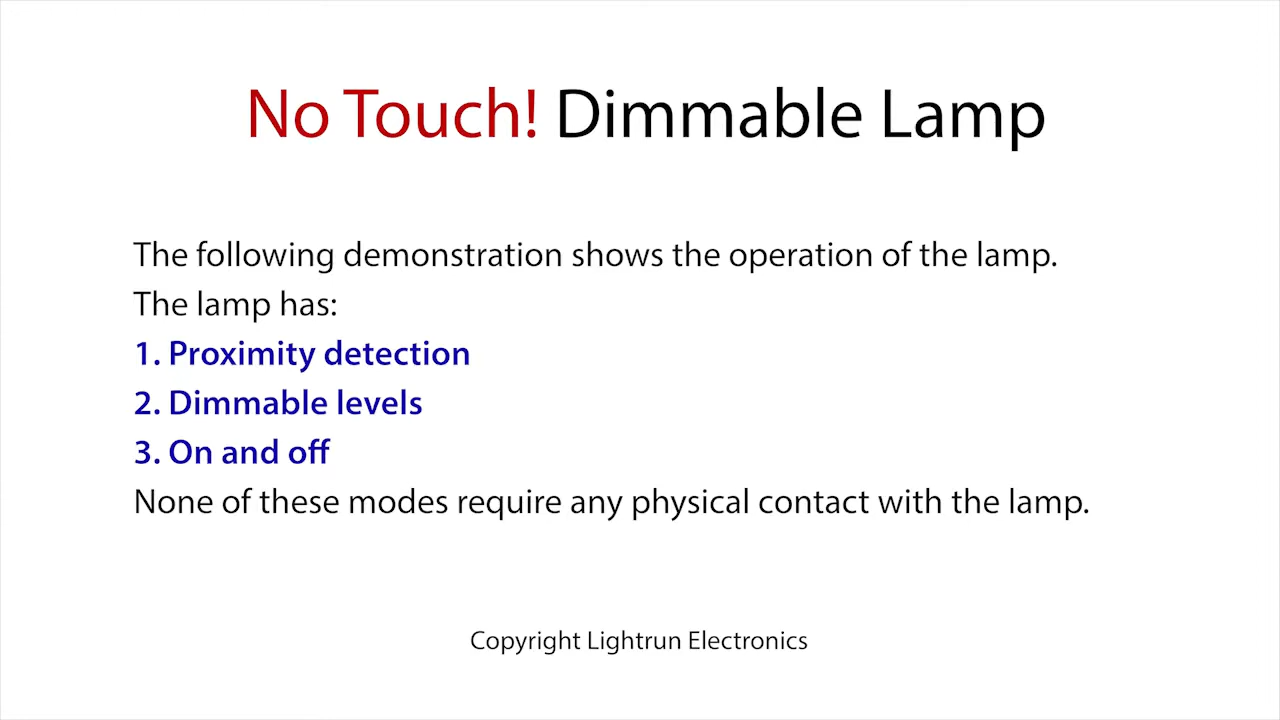 No Touch! Dimmable Lamp
The following demonstration shows the operation of the lamp.
The lamp has:
1. Proximity detection
2. Dimmable levels
3. On and off
None of these modes require any physical contact with the lamp.
Copyright Lightrun Electronics